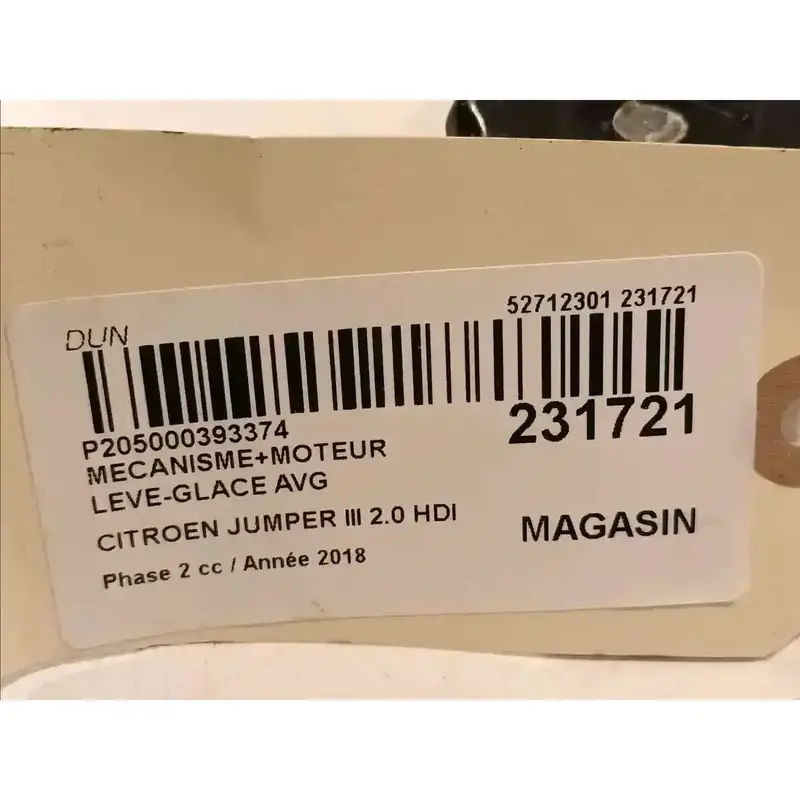 DUN
52712301 231721
P205000393374
231721
MECANISME+MOTEUR
LEVE-GLACE AVG
CITROEN JUMPER III 2.0 HDI
MAGASIN
Phase 2 cc / Année 2018